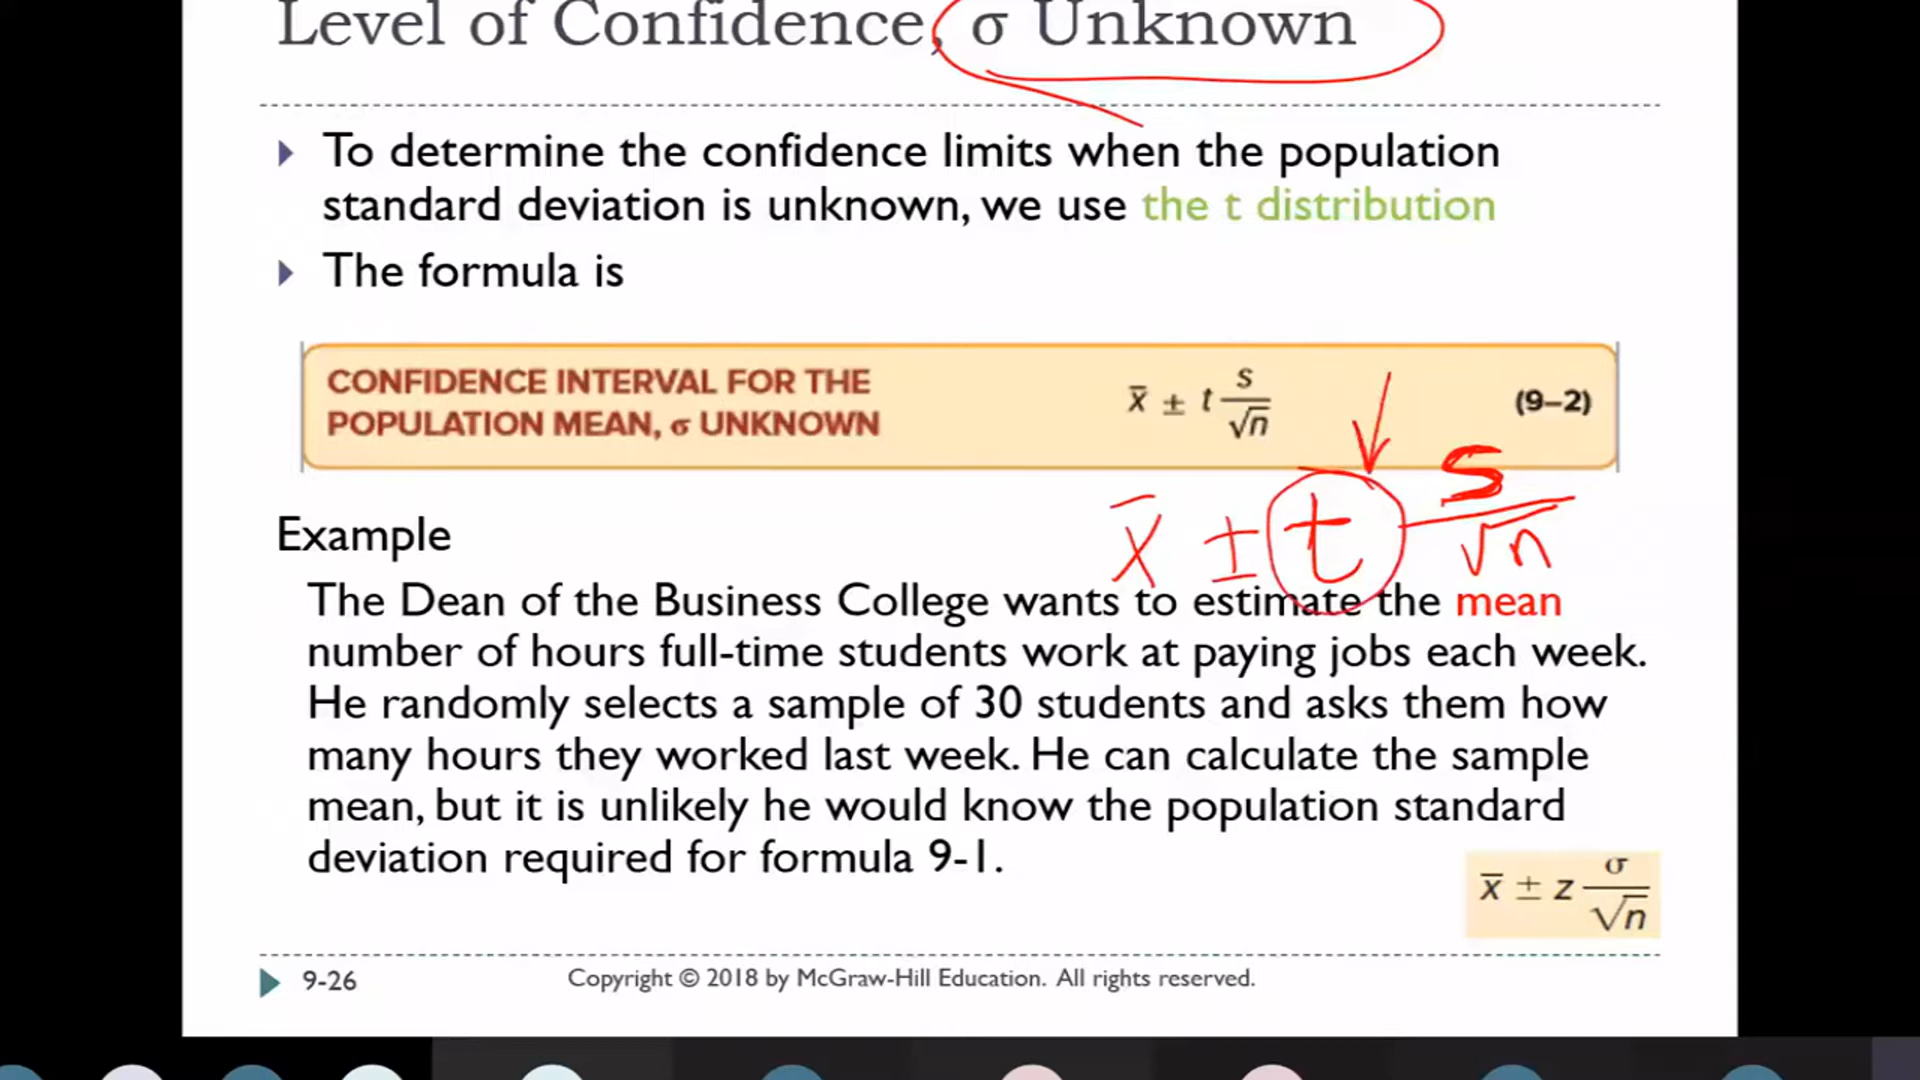 Level of Confidence, σ Unknown
To determine the confidence limits when the population
standard deviation is unknown, we use the t distribution
The formula is
CONFIDENCE INTERVAL FOR THE
POPULATION MEAN, σ UNKNOWN
x̄ ± t s/√n (9–2)
x̄ ± t s/√n
Example
The Dean of the Business College wants to estimate the mean
number of hours full-time students work at paying jobs each week.
He randomly selects a sample of 30 students and asks them how
many hours they worked last week. He can calculate the sample
mean, but it is unlikely he would know the population standard
deviation required for formula 9-1.
x̄ ± z σ/√n
9-26
Copyright © 2018 by McGraw-Hill Education. All rights reserved.